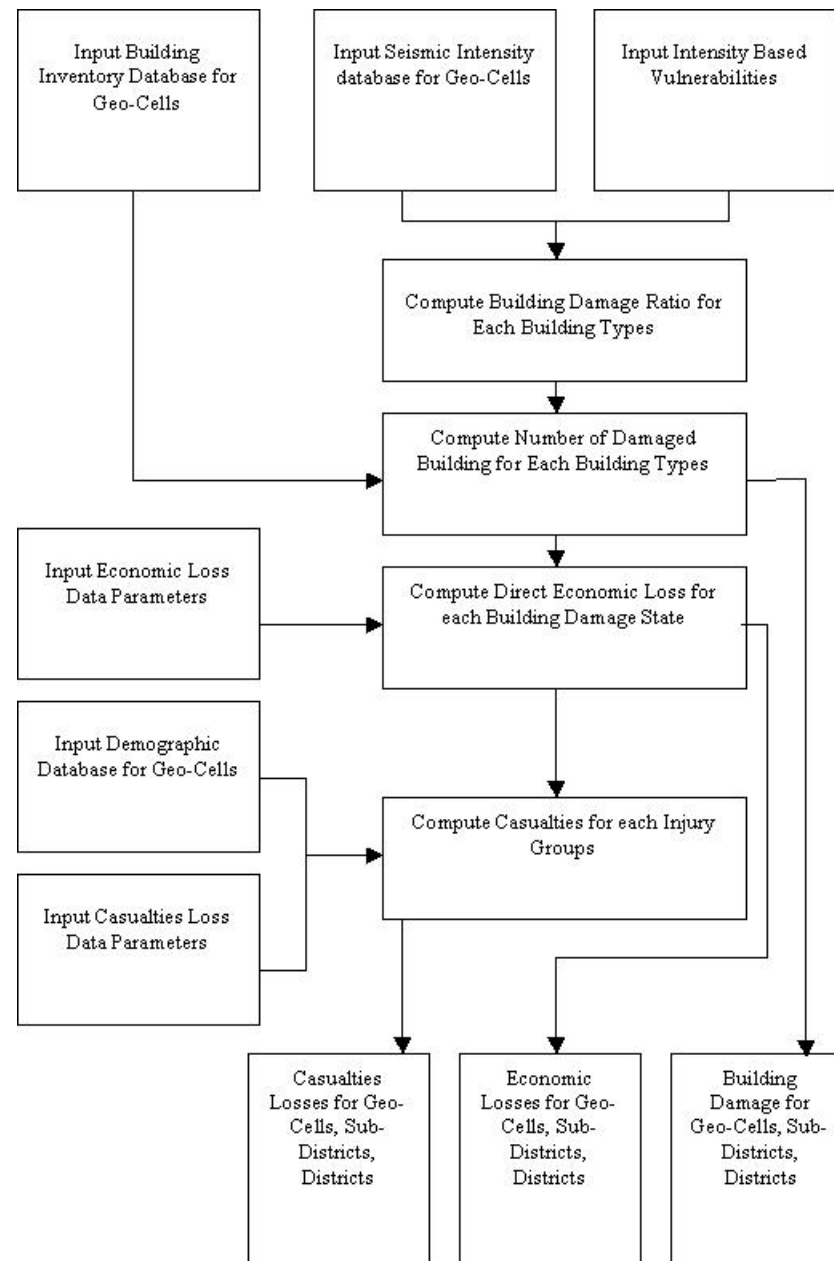 Input Building
Inventory Database for
Geo-Cells
Input Seismic Intensity
database for Geo-Cells
Input Intensity Based
Vulnerabilities
Compute Building Damage Ratio for
Each Building Types
Compute Number of Damaged
Building for Each Building Types
Input Economic Loss
Data Parameters
Compute Direct Economic Loss for
each Building Damage State
Input Demographic
Database for Geo-Cells
Compute Casualties for each Injury
Groups
Input Casualties Loss
Data Parameters
Casualties
Losses for Geo-
Cells, Sub-
Districts,
Districts
Economic
Losses for Geo-
Cells, Sub-
Districts,
Districts
Building
Damage for
Geo-Cells, Sub-
Districts,
Districts